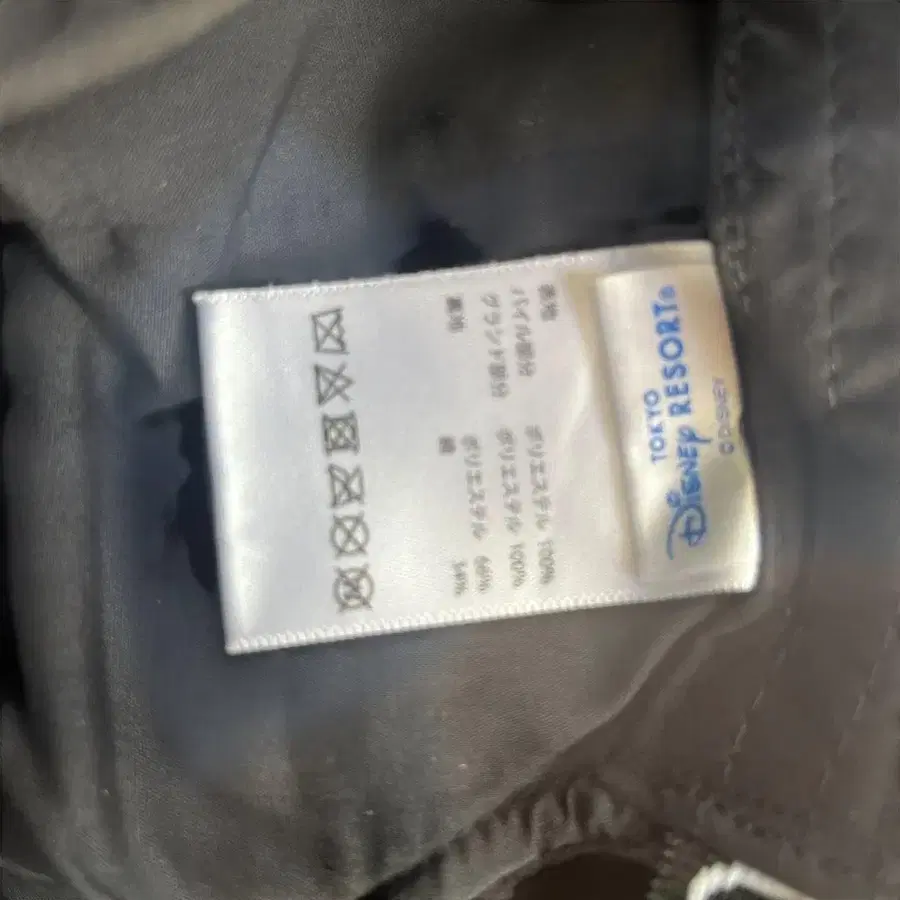 TOKYO
DISNEY RESORT®
©DISNEY
表地
パイル部分 ポリエステル 100%
グランド部分 ポリエステル 100%
裏地 ポリエステル 66%
綿 34%